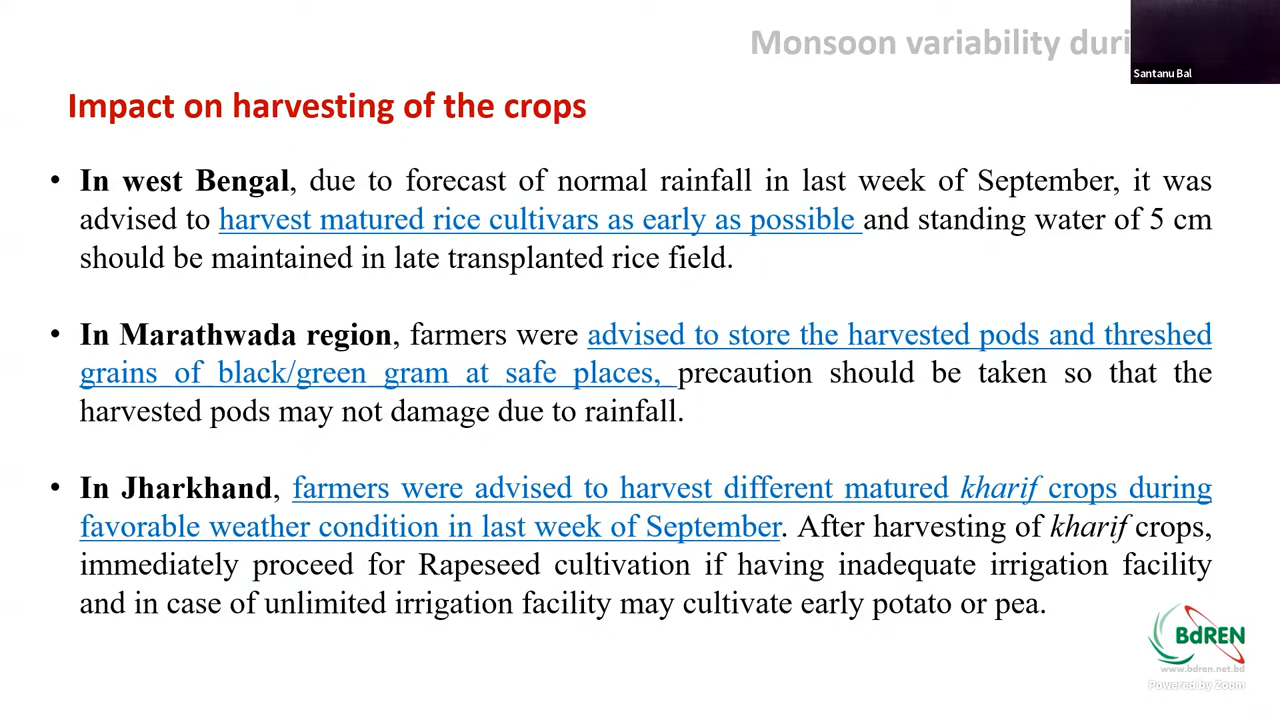 Monsoon variability duri
Santanu Bal
Impact on harvesting of the crops
• In west Bengal, due to forecast of normal rainfall in last week of September, it was
advised to harvest matured rice cultivars as early as possible and standing water of 5 cm
should be maintained in late transplanted rice field.
• In Marathwada region, farmers were advised to store the harvested pods and threshed
grains of black/green gram at safe places, precaution should be taken so that the
harvested pods may not damage due to rainfall.
• In Jharkhand, farmers were advised to harvest different matured kharif crops during
favorable weather condition in last week of September. After harvesting of kharif crops,
immediately proceed for Rapeseed cultivation if having inadequate irrigation facility
and in case of unlimited irrigation facility may cultivate early potato or pea.
BdREN
www.bdren.net.bd
Powered by Zoom